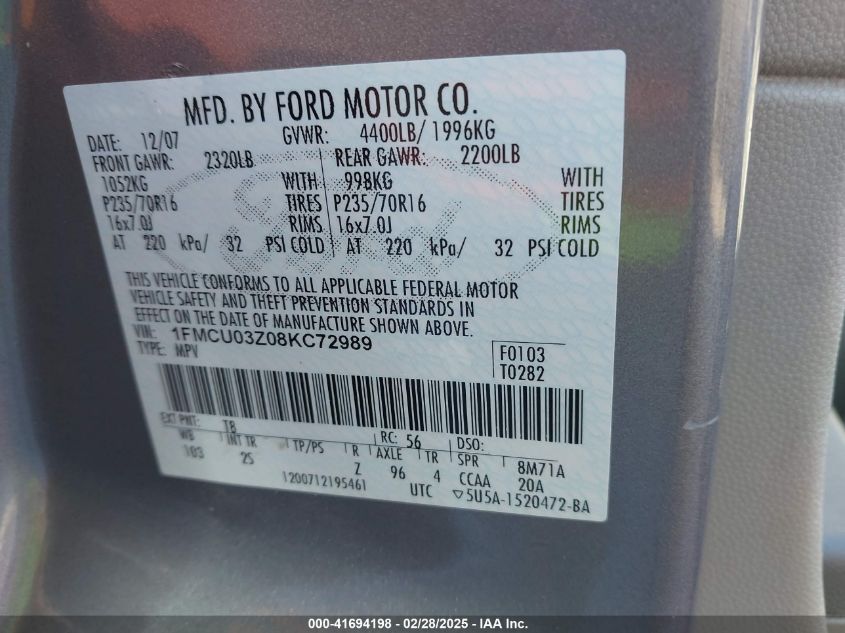 MFD. BY FORD MOTOR CO.
DATE: 12/07 GVWR: 4400LB/ 1996KG
FRONT GAWR: 2320LB REAR GAWR: 2200LB
1052KG WITH 998KG WITH
P235/70R16 TIRES P235/70R16 TIRES
16x7.0J RIMS 16x7.0J RIMS
AT 220 kPa/ 32 PSI COLD AT 220 kPa/ 32 PSI COLD
THIS VEHICLE CONFORMS TO ALL APPLICABLE FEDERAL MOTOR
VEHICLE SAFETY AND THEFT PREVENTION STANDARDS IN
EFFECT ON THE DATE OF MANUFACTURE SHOWN ABOVE.
VIN: 1FMCU03Z08KC72989
TYPE: MPV
F0103
T0282
EXT PNT: T8 RC: 56 DSO:
WB INT TR TP/PS R AXLE TR SPR 8M71A
103 25 Z 96 4 CCAA 20A
1200712195461 UTC ▽5U5A-1520472-BA
000-41694198 - 02/28/2025 - IAA Inc.